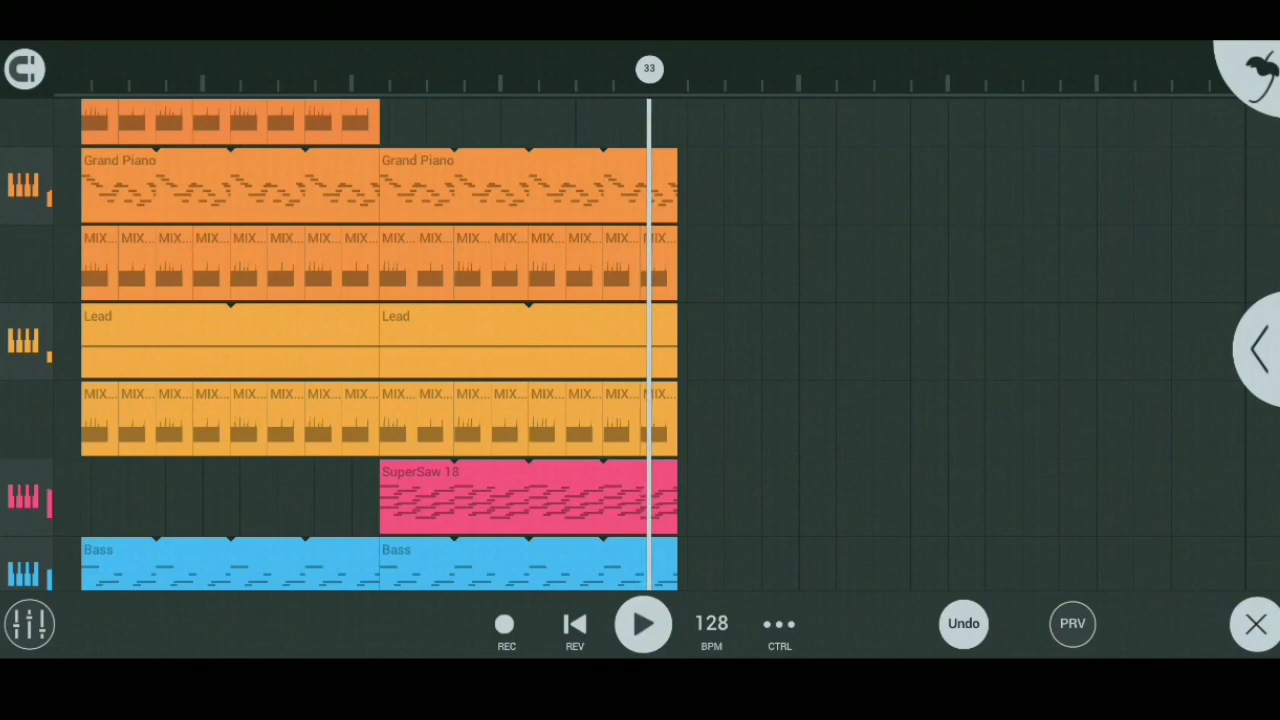 33
Grand Piano Grand Piano
MIX... MIX... MIX... MIX... MIX... MIX... MIX... MIX... MIX... MIX... MIX... MIX... MIX... MIX... MIX... MIX...
Lead Lead
MIX... MIX... MIX... MIX... MIX... MIX... MIX... MIX... MIX... MIX... MIX... MIX... MIX... MIX... MIX... MIX...
SuperSaw 18
Bass Bass
128 Undo PRV
REC REV BPM CTRL